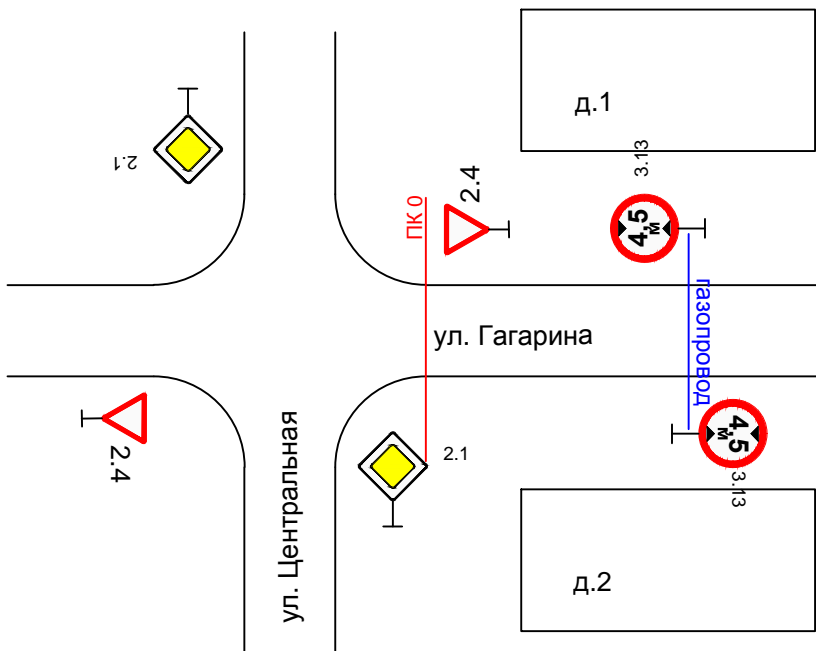 д.1
2.1
3.13
2.4
ПК 0
4,5
м
газопровод
ул. Гагарина
2.4
ул. Центральная
2.1
4,5
м
3.13
д.2